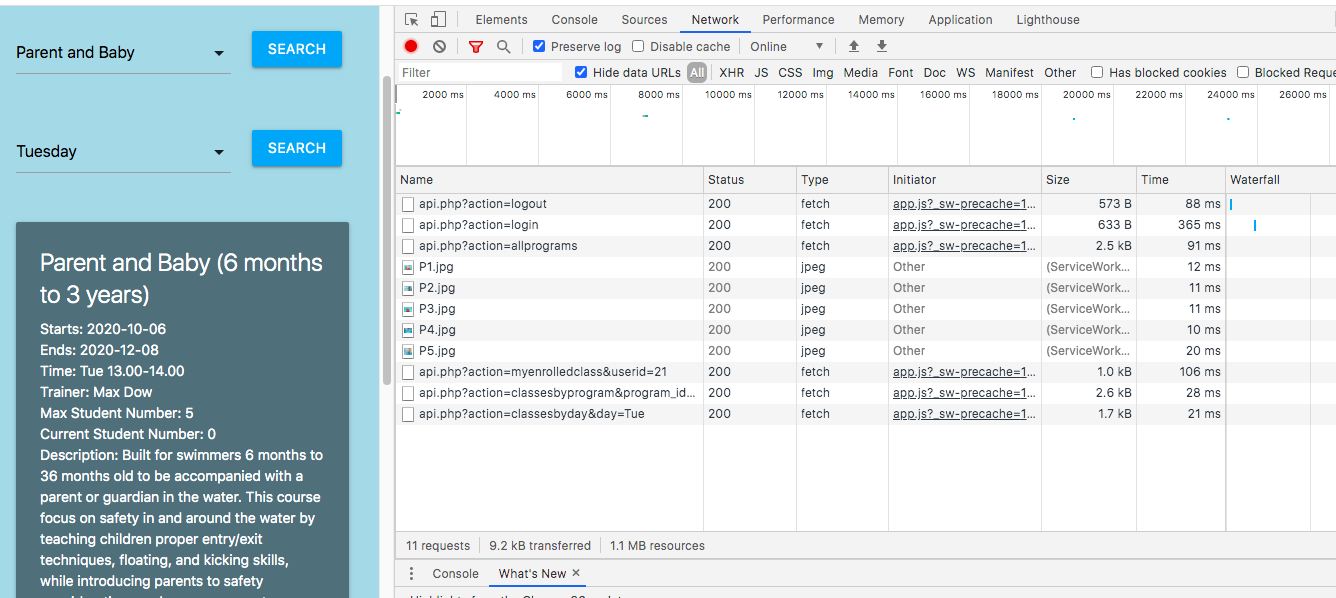 Parent and Baby
SEARCH
Tuesday
SEARCH
Parent and Baby (6 months
to 3 years)
Starts: 2020-10-06
Ends: 2020-12-08
Time: Tue 13.00-14.00
Trainer: Max Dow
Max Student Number: 5
Current Student Number: 0
Description: Built for swimmers 6 months to
36 months old to be accompanied with a
parent or guardian in the water. This course
focus on safety in and around the water by
teaching children proper entry/exit
techniques, floating, and kicking skills,
while introducing parents to safety
Elements Console Sources Network Performance Memory Application Lighthouse
Preserve log Disable cache Online
Filter Hide data URLs All XHR JS CSS Img Media Font Doc WS Manifest Other Has blocked cookies Blocked Reque
2000 ms 4000 ms 6000 ms 8000 ms 10000 ms 12000 ms 14000 ms 16000 ms 18000 ms 20000 ms 22000 ms 24000 ms 26000 ms
Name Status Type Initiator Size Time Waterfall
api.php?action=logout 200 fetch app.js?_sw-precache=1... 573 B 88 ms
api.php?action=login 200 fetch app.js?_sw-precache=1... 633 B 365 ms
api.php?action=allprograms 200 fetch app.js?_sw-precache=1... 2.5 kB 91 ms
P1.jpg 200 jpeg Other (ServiceWork... 12 ms
P2.jpg 200 jpeg Other (ServiceWork... 11 ms
P3.jpg 200 jpeg Other (ServiceWork... 11 ms
P4.jpg 200 jpeg Other (ServiceWork... 10 ms
P5.jpg 200 jpeg Other (ServiceWork... 20 ms
api.php?action=myenrolledclass&userid=21 200 fetch app.js?_sw-precache=1... 1.0 kB 106 ms
api.php?action=classesbyprogram&program_id... 200 fetch app.js?_sw-precache=1... 2.6 kB 28 ms
api.php?action=classesbyday&day=Tue 200 fetch app.js?_sw-precache=1... 1.7 kB 21 ms
11 requests 9.2 kB transferred 1.1 MB resources
Console What's New ×